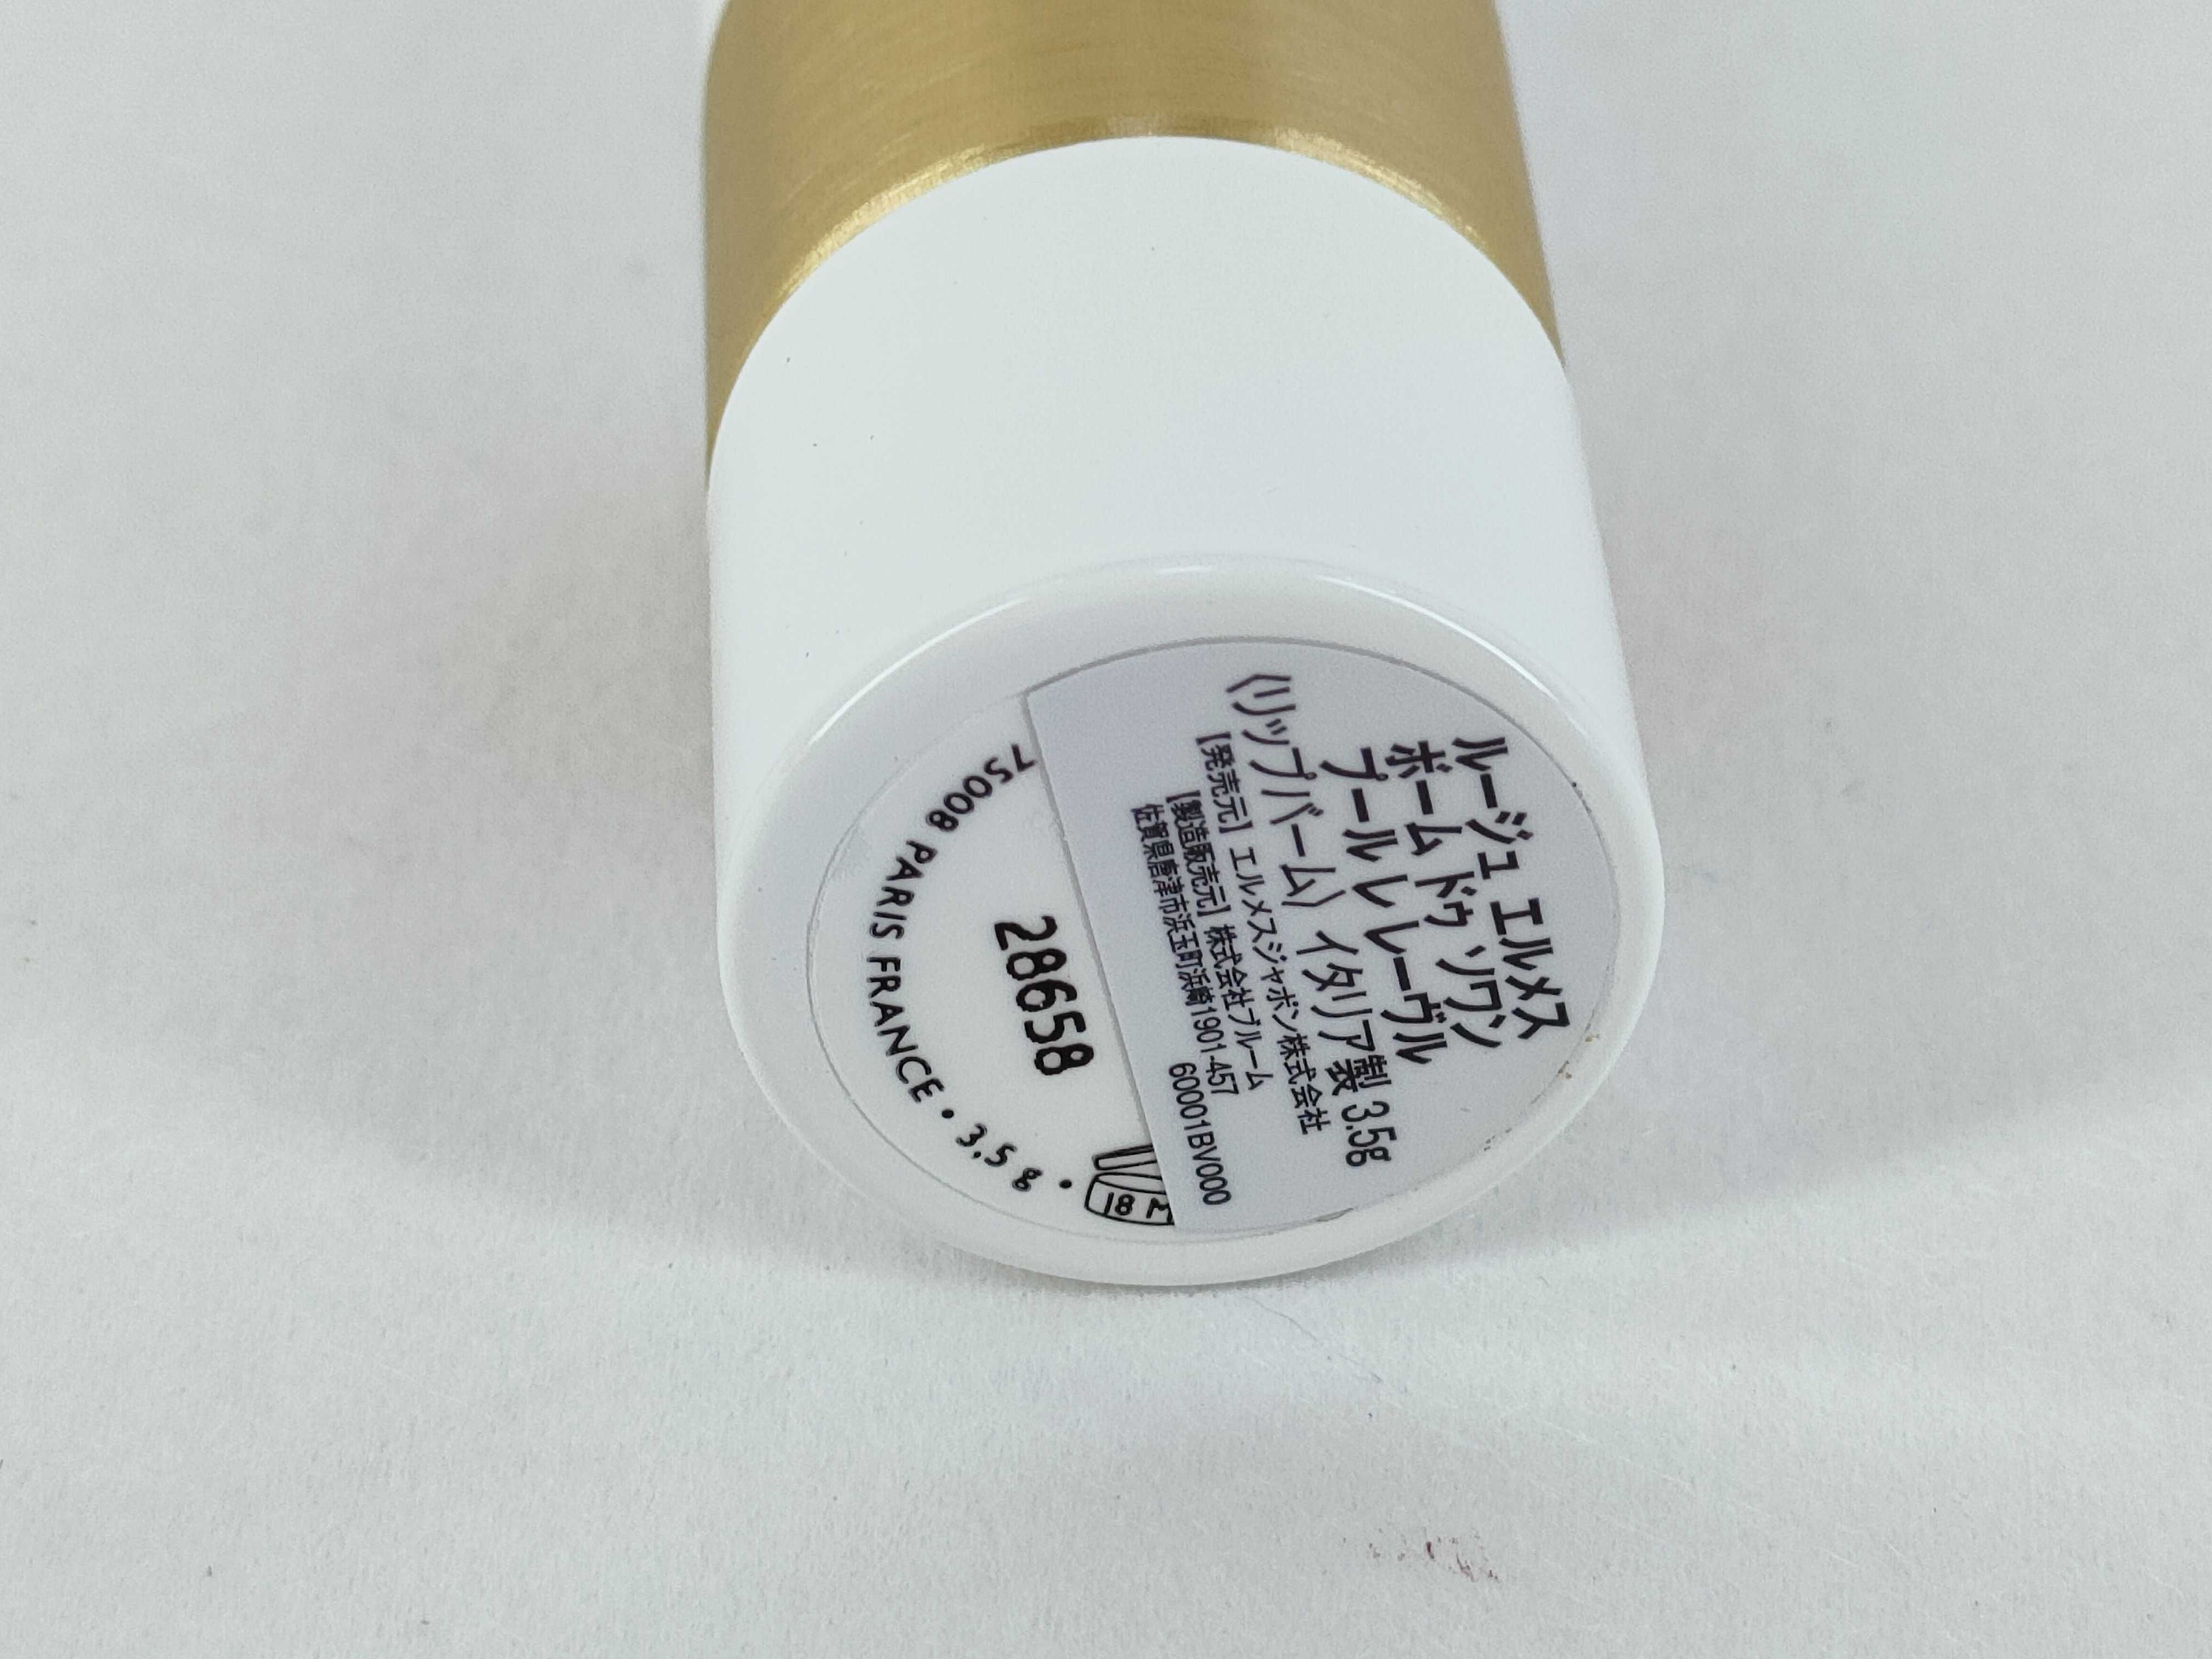 ルージュ エルメス
ボーム ドゥ ソワン
プール レ レーヴル
〈リップバーム〉 イタリア製 3.5g
【発売元】 エルメスジャポン株式会社
【製造販売元】 株式会社ブルーム
佐賀県唐津市浜玉町浜崎1901-457
60001BV000
28658
75008 PARIS FRANCE • 3,5 g •
18 M